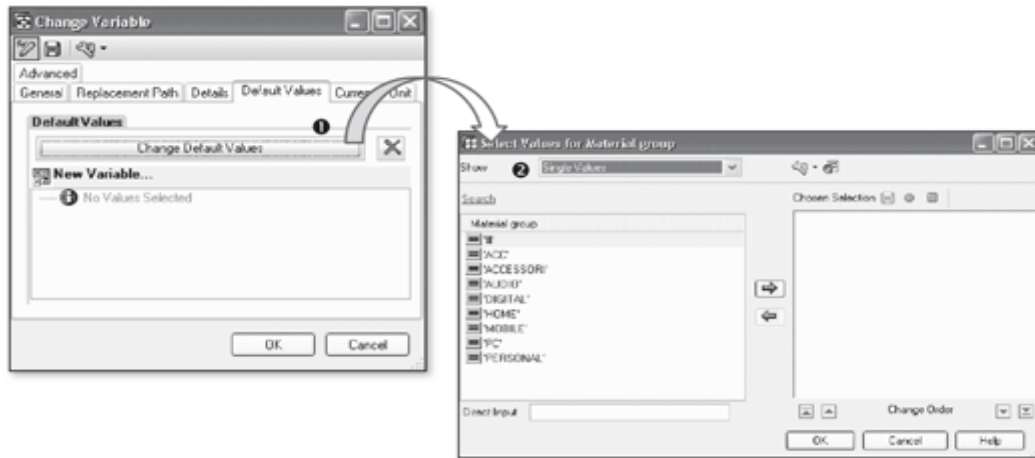 Change Variable
Advanced
General Replacement Path Details Default Values Unit
Default Values
❶
Change Default Values
New Variable...
No Values Selected
OK Cancel
Select Values for Material group
Show ❷ Single Values
Search
Chosen Selection
Material group
'#'
'ACC'
'ACCESSORI'
'AUDIO'
'DIGITAL'
'HOME'
'MOBILE'
'PC'
'PERSONAL'
Direct Input
Change Order
OK Cancel Help